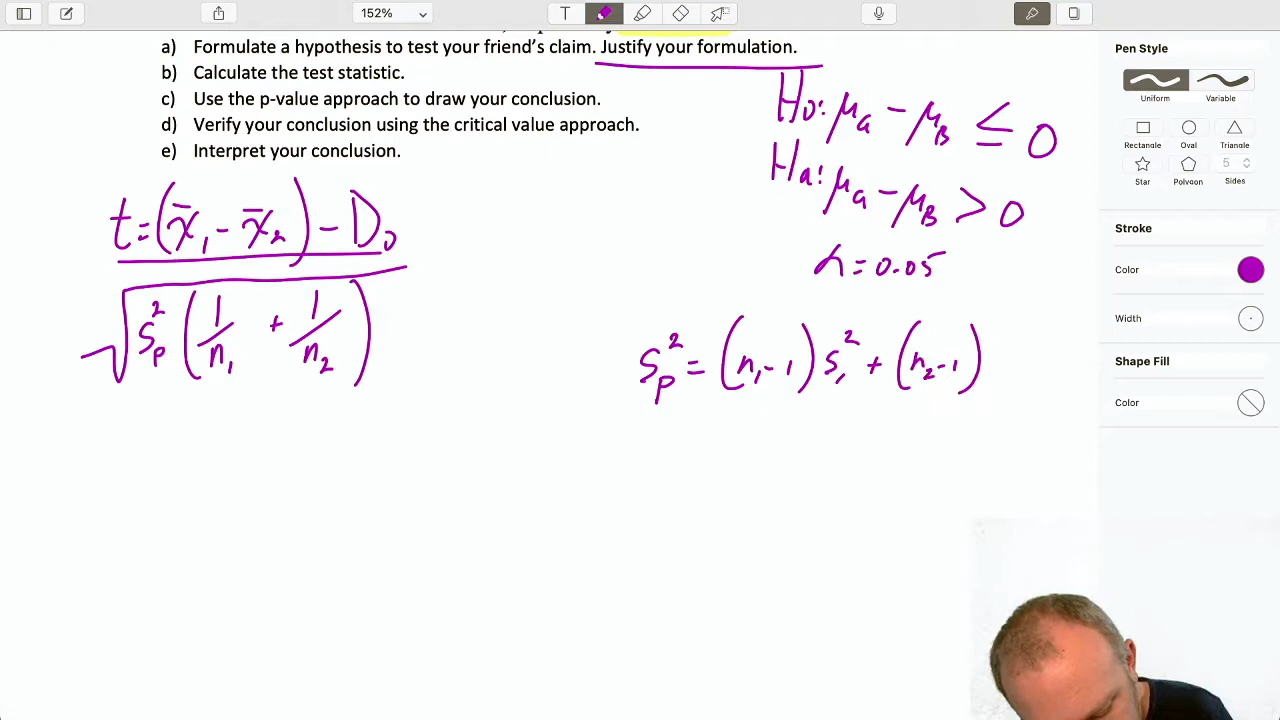 152%
T
Pen Style
Uniform Variable
Rectangle Oval Triangle
Star Polygon 5 Sides
Stroke
Color
Width
Shape Fill
Color
a) Formulate a hypothesis to test your friend's claim. Justify your formulation.
b) Calculate the test statistic.
c) Use the p-value approach to draw your conclusion.
d) Verify your conclusion using the critical value approach.
e) Interpret your conclusion.
H₀: μₐ − μ_B ≤ 0
Hₐ: μₐ − μ_B > 0
α = 0.05
t = (x̄₁ − x̄₂) − D₀
√ Sₚ² (1/n₁ + 1/n₂)
Sₚ² = (n₁ − 1) S₁² + (n₂ − 1)